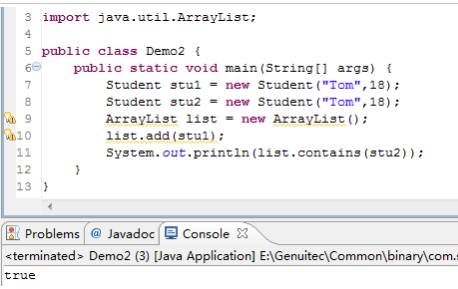 3 import java.util.ArrayList;
4
5 public class Demo2 {
6 public static void main(String[] args) {
7 Student stu1 = new Student("Tom",18);
8 Student stu2 = new Student("Tom",18);
9 ArrayList list = new ArrayList();
10 list.add(stu1);
11 System.out.println(list.contains(stu2));
12 }
13 }
Problems @ Javadoc Console
<terminated> Demo2 (3) [Java Application] E:\Genuitec\Common\binary\com.
true